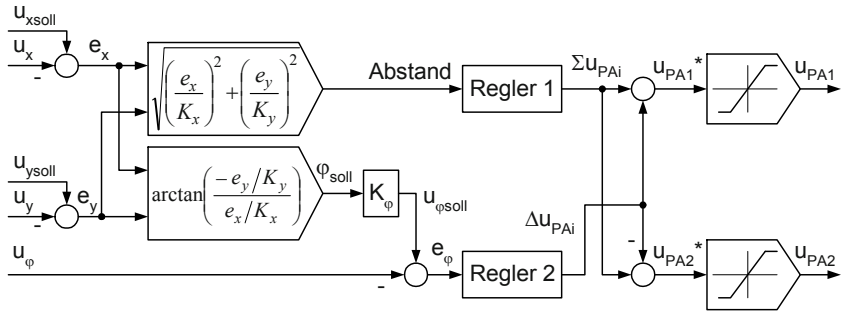 u_xsoll
u_x
-
e_x
√((e_x/K_x)² + (e_y/K_y)²)
Abstand
Regler 1
Σu_PAi
u_PA1*
u_PA1
u_ysoll
u_y
-
e_y
arctan((-e_y/K_y)/(e_x/K_x))
φ_soll
K_φ
u_φsoll
Δu_PAi
u_φ
-
e_φ
Regler 2
-
u_PA2*
u_PA2